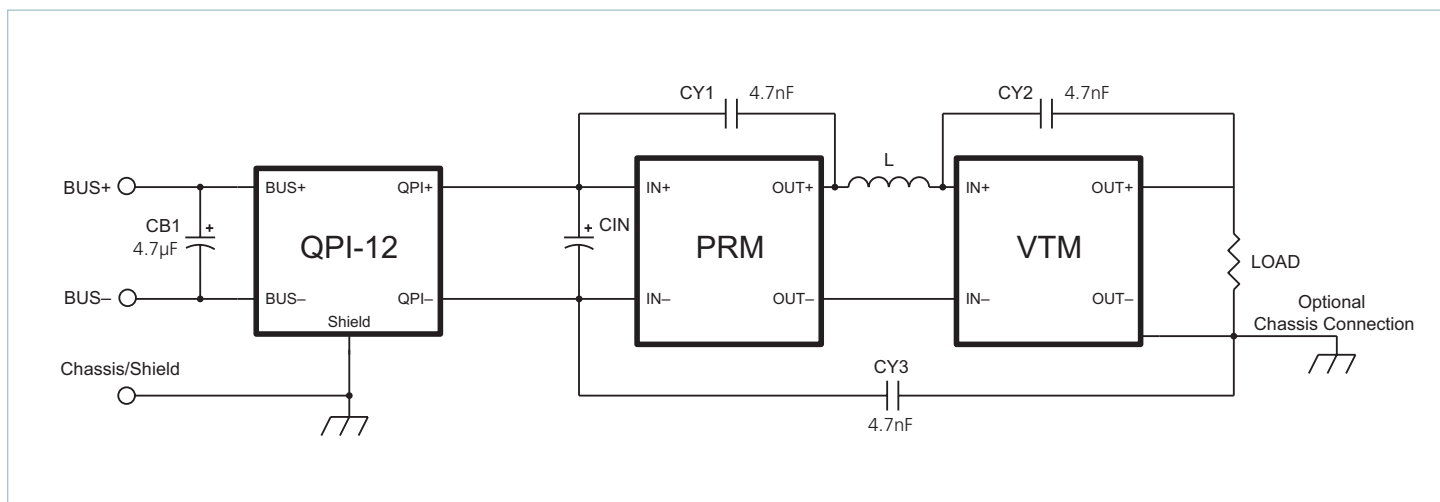 CY1
4.7nF
CY2
4.7nF
L
BUS+
BUS+
QPI+
IN+
OUT+
IN+
OUT+
CB1
4.7µF
+
QPI-12
+
CIN
PRM
VTM
LOAD
BUS–
BUS–
QPI–
IN–
OUT–
IN–
OUT–
Shield
Optional
Chassis Connection
Chassis/Shield
CY3
4.7nF